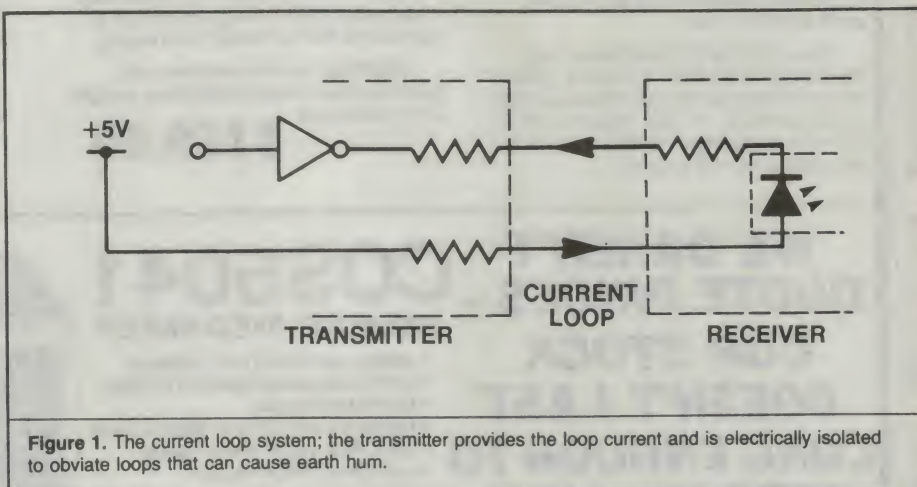 +5V
CURRENT
LOOP
TRANSMITTER
RECEIVER
Figure 1. The current loop system; the transmitter provides the loop current and is electrically isolated
to obviate loops that can cause earth hum.